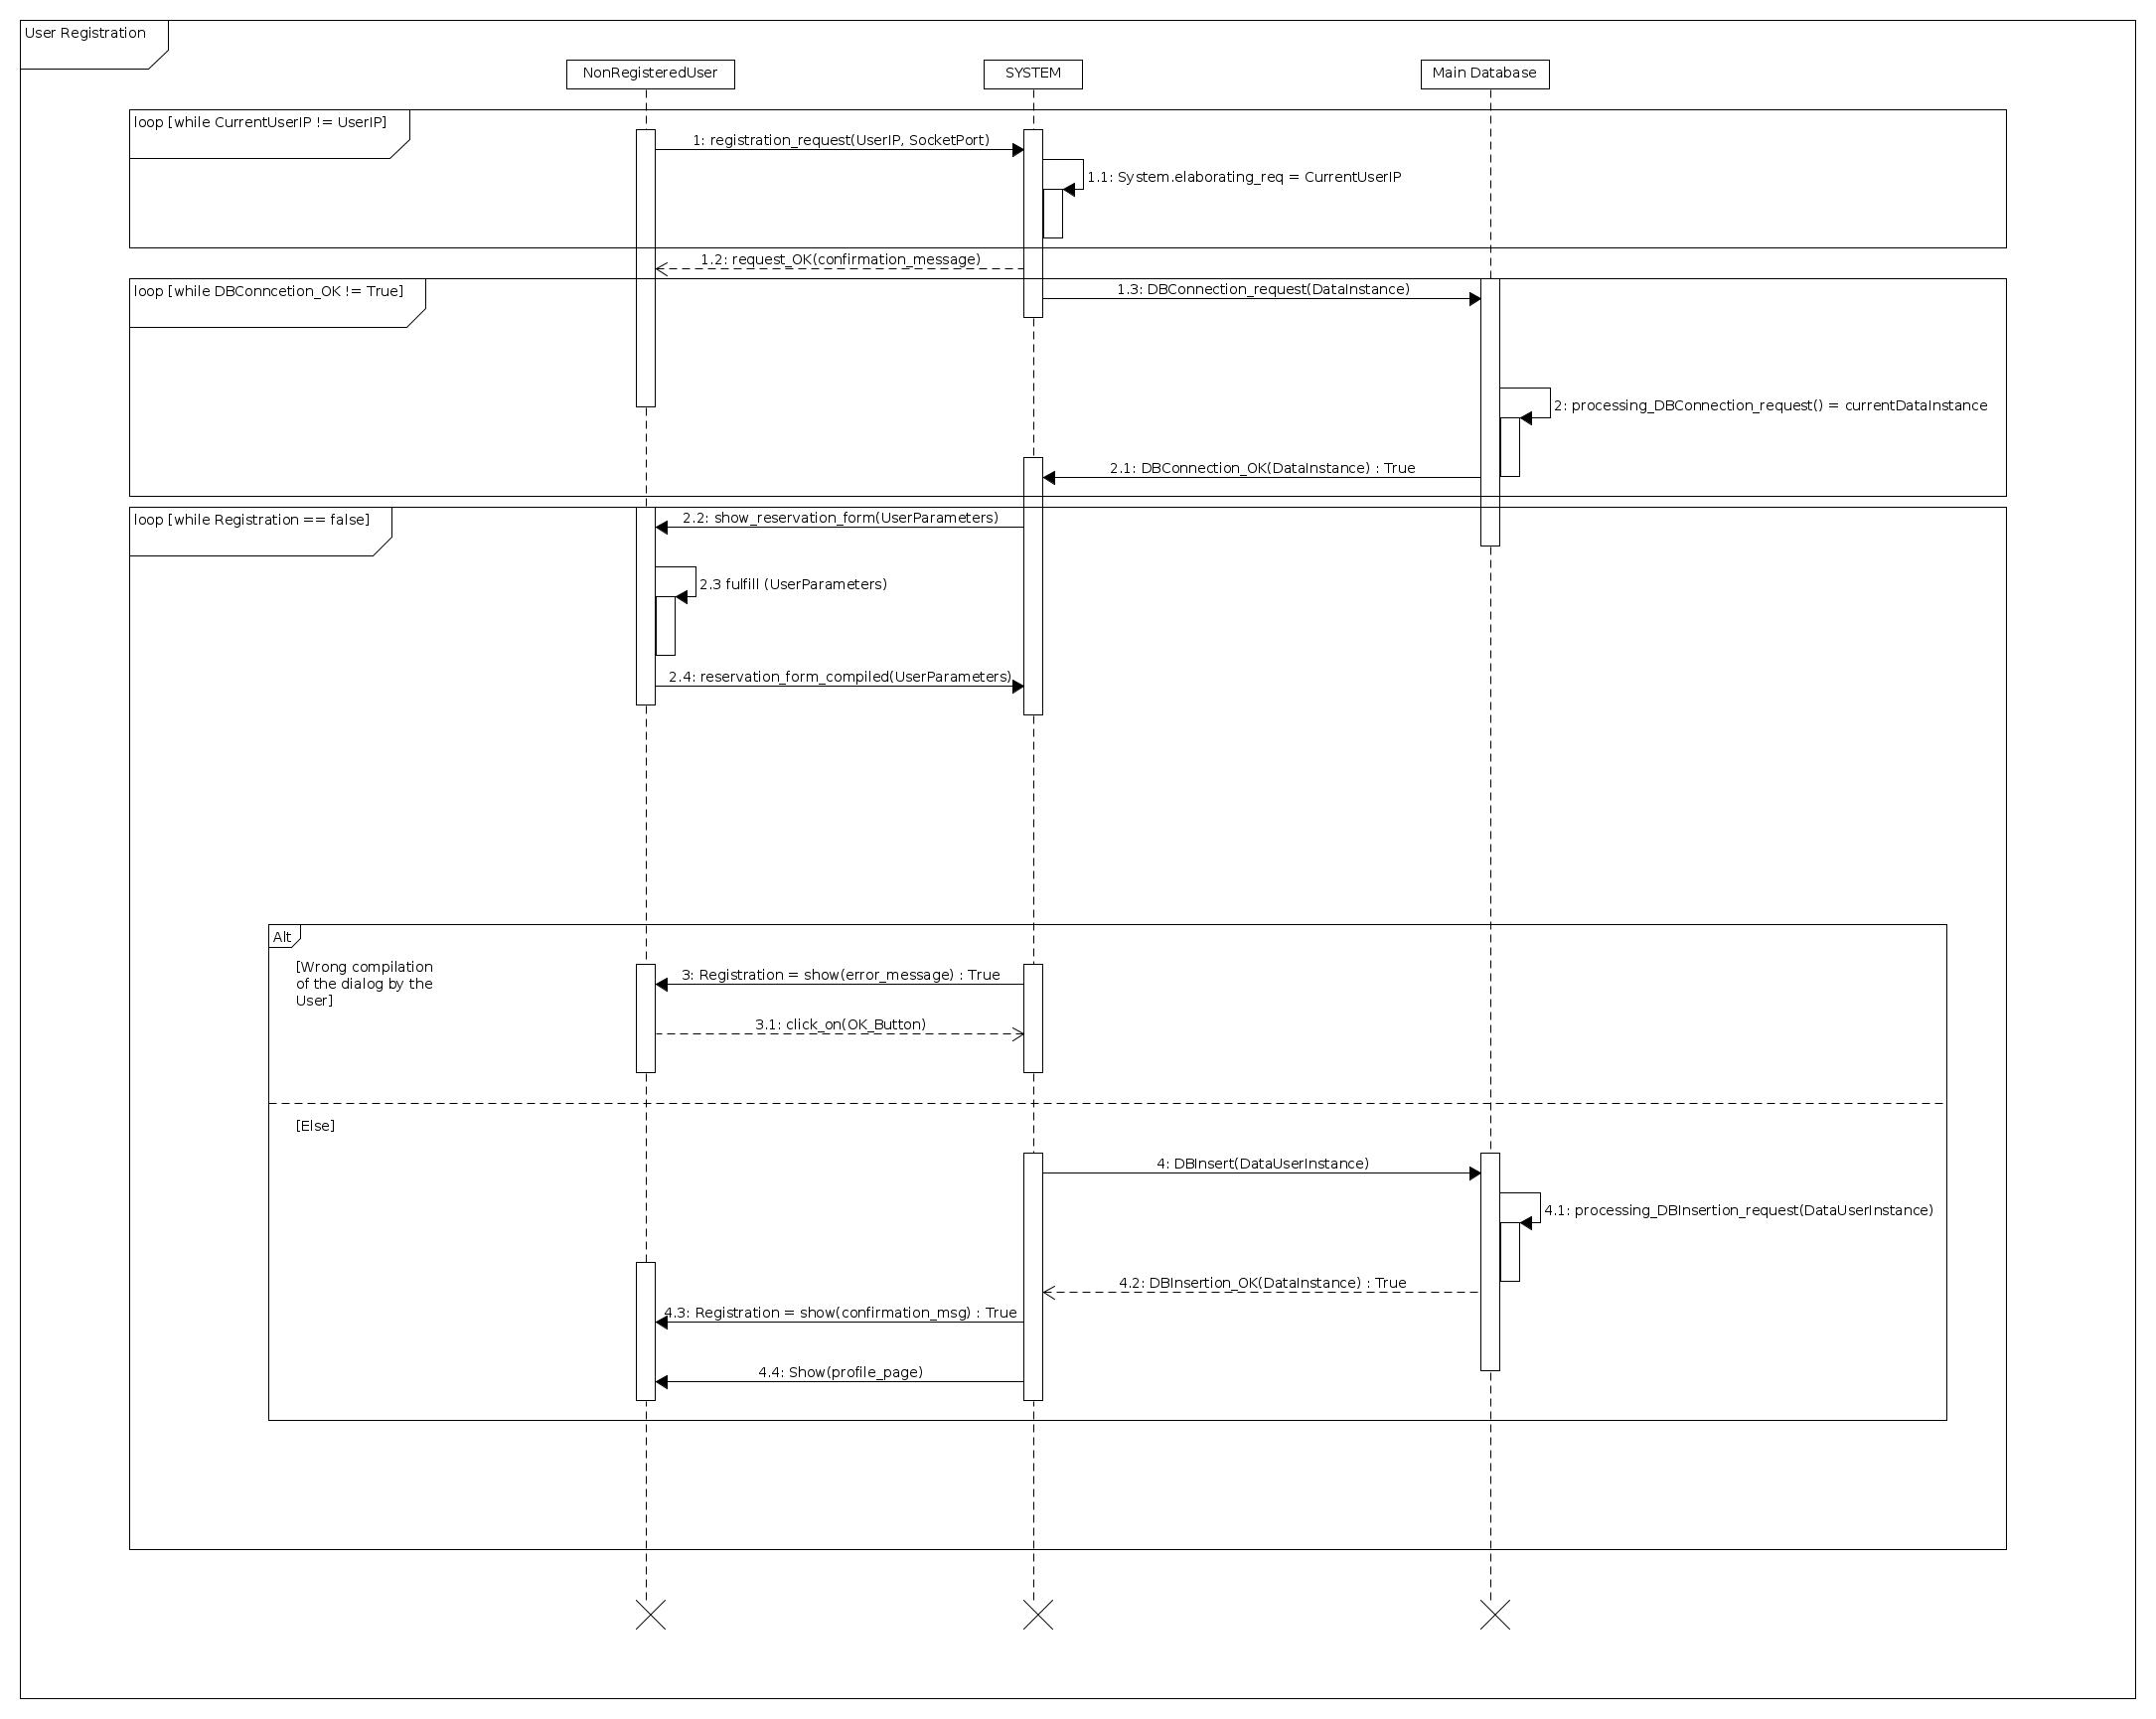 User Registration
NonRegisteredUser
SYSTEM
Main Database
loop [while CurrentUserIP != UserIP]
1: registration_request(UserIP, SocketPort)
1.1: System.elaborating_req = CurrentUserIP
1.2: request_OK(confirmation_message)
loop [while DBConncetion_OK != True]
1.3: DBConnection_request(DataInstance)
2: processing_DBConnection_request() = currentDataInstance
2.1: DBConnection_OK(DataInstance) : True
loop [while Registration == false]
2.2: show_reservation_form(UserParameters)
2.3 fulfill (UserParameters)
2.4: reservation_form_compiled(UserParameters)
Alt
[Wrong compilation
of the dialog by the
User]
3: Registration = show(error_message) : True
3.1: click_on(OK_Button)
[Else]
4: DBInsert(DataUserInstance)
4.1: processing_DBInsertion_request(DataUserInstance)
4.2: DBInsertion_OK(DataInstance) : True
4.3: Registration = show(confirmation_msg) : True
4.4: Show(profile_page)